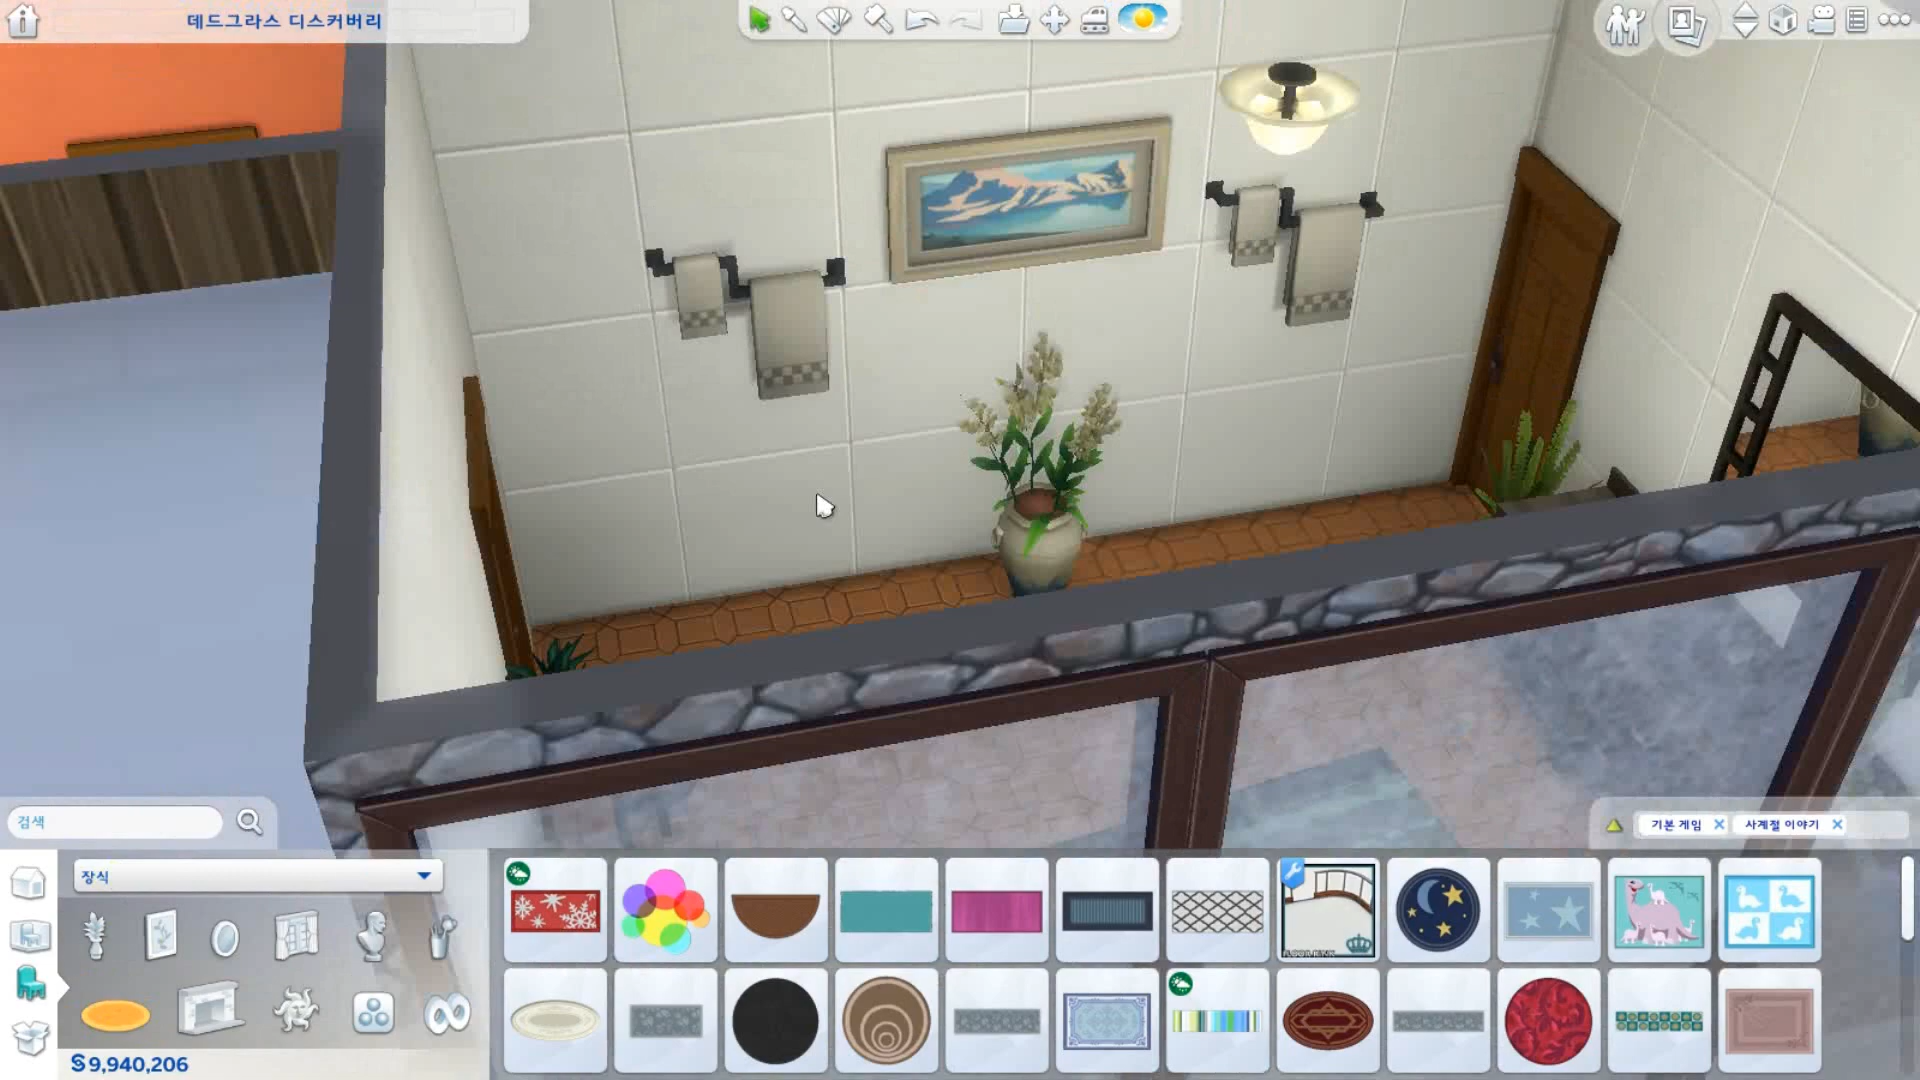 데드그라스 디스커버리
검색
기본 게임
사계절 이야기
장식
§9,940,206